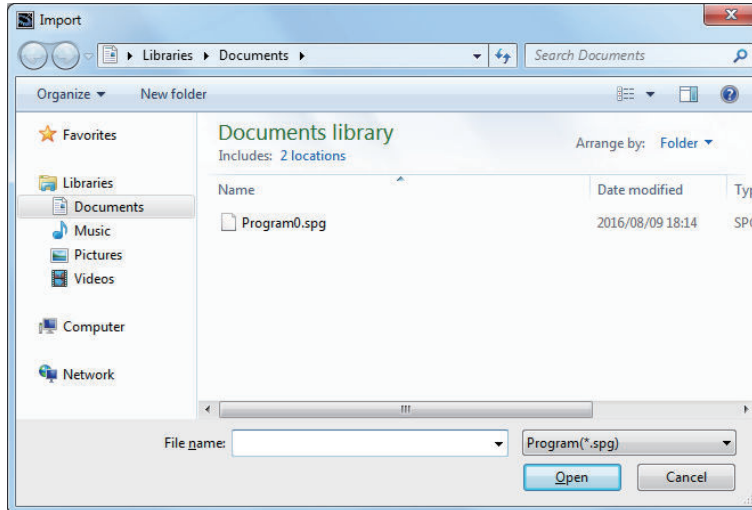 Import
Libraries Documents Search Documents
Organize New folder
Favorites
Libraries
Documents
Music
Pictures
Videos
Computer
Network
Documents library
Includes: 2 locations
Arrange by: Folder
Name Date modified
Program0.spg 2016/08/09 18:14
File name: Program(*.spg)
Open Cancel